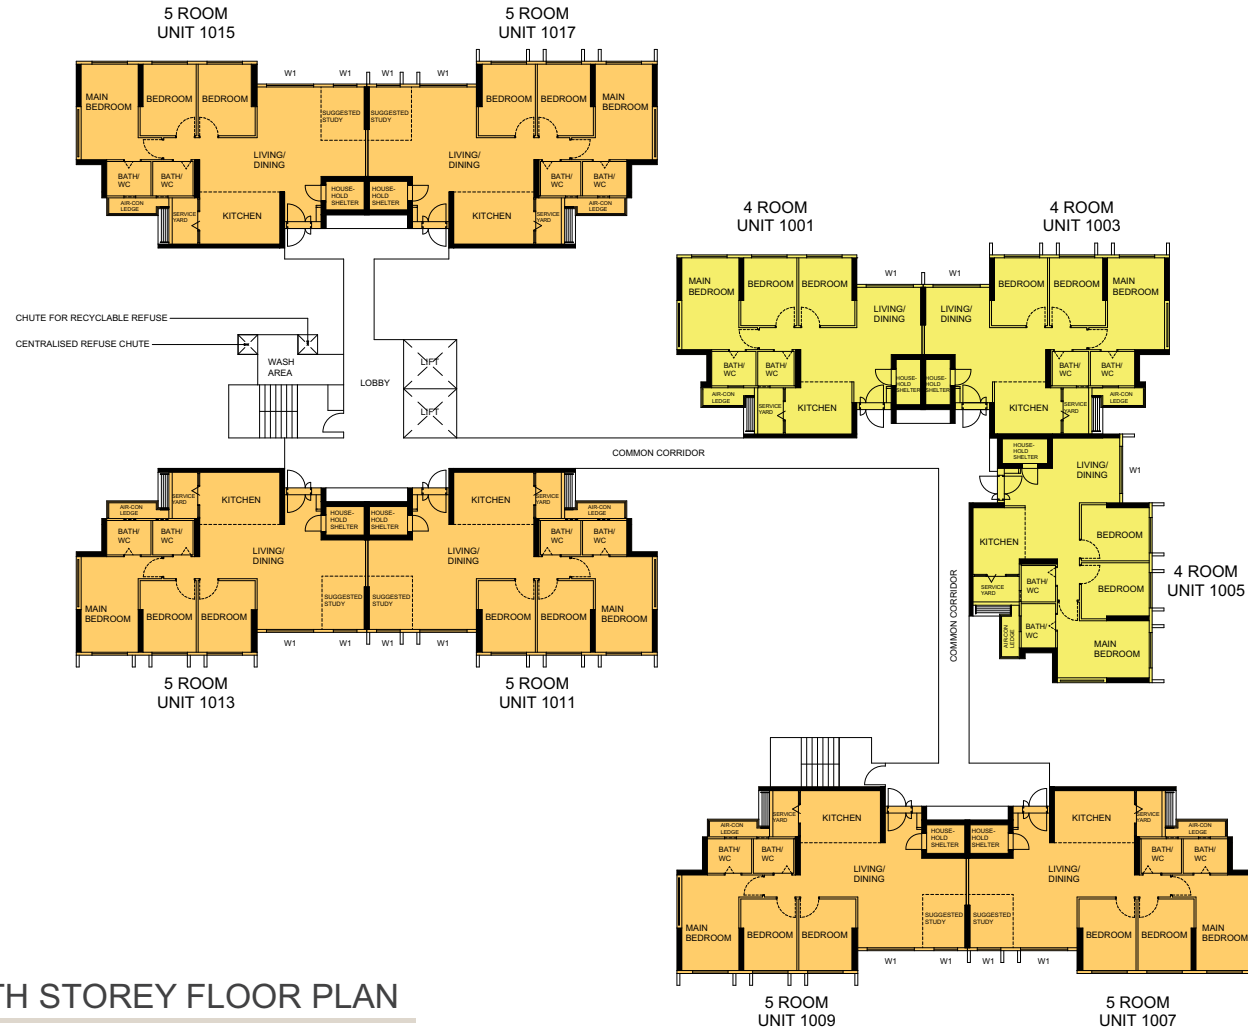 5 ROOM
UNIT 1015
5 ROOM
UNIT 1017
W1
W1
W1
W1
MAIN
BEDROOM
BEDROOM
BEDROOM
SUGGESTED
STUDY
SUGGESTED
STUDY
BEDROOM
BEDROOM
MAIN
BEDROOM
LIVING/
DINING
LIVING/
DINING
BATH/
WC
BATH/
WC
BATH/
WC
BATH/
WC
AIR-CON
LEDGE
SERVICE
YARD
KITCHEN
HOUSE-
HOLD
SHELTER
HOUSE-
HOLD
SHELTER
KITCHEN
SERVICE
YARD
AIR-CON
LEDGE
4 ROOM
UNIT 1001
4 ROOM
UNIT 1003
W1
W1
MAIN
BEDROOM
BEDROOM
BEDROOM
LIVING/
DINING
LIVING/
DINING
BEDROOM
BEDROOM
MAIN
BEDROOM
BATH/
WC
BATH/
WC
HOUSE-
HOLD
SHELTER
HOUSE-
HOLD
SHELTER
BATH/
WC
BATH/
WC
AIR-CON
LEDGE
SERVICE
YARD
KITCHEN
KITCHEN
SERVICE
YARD
AIR-CON
LEDGE
CHUTE FOR RECYCLABLE REFUSE
CENTRALISED REFUSE CHUTE
WASH
AREA
LOBBY
LIFT
LIFT
COMMON CORRIDOR
HOUSE-
HOLD
SHELTER
LIVING/
DINING
W1
KITCHEN
BEDROOM
BEDROOM
SERVICE
YARD
BATH/
WC
BATH/
WC
AIR-CON
LEDGE
MAIN
BEDROOM
4 ROOM
UNIT 1005
COMMON CORRIDOR
AIR-CON
LEDGE
SERVICE
YARD
KITCHEN
HOUSE-
HOLD
SHELTER
HOUSE-
HOLD
SHELTER
KITCHEN
SERVICE
YARD
AIR-CON
LEDGE
BATH/
WC
BATH/
WC
LIVING/
DINING
LIVING/
DINING
BATH/
WC
BATH/
WC
MAIN
BEDROOM
BEDROOM
BEDROOM
SUGGESTED
STUDY
SUGGESTED
STUDY
BEDROOM
BEDROOM
MAIN
BEDROOM
W1
W1
W1
W1
5 ROOM
UNIT 1013
5 ROOM
UNIT 1011
AIR-CON
LEDGE
SERVICE
YARD
KITCHEN
HOUSE-
HOLD
SHELTER
HOUSE-
HOLD
SHELTER
KITCHEN
SERVICE
YARD
AIR-CON
LEDGE
BATH/
WC
BATH/
WC
LIVING/
DINING
LIVING/
DINING
BATH/
WC
BATH/
WC
MAIN
BEDROOM
BEDROOM
BEDROOM
SUGGESTED
STUDY
SUGGESTED
STUDY
BEDROOM
BEDROOM
MAIN
BEDROOM
W1
W1
W1
W1
5 ROOM
UNIT 1009
5 ROOM
UNIT 1007
TH STOREY FLOOR PLAN